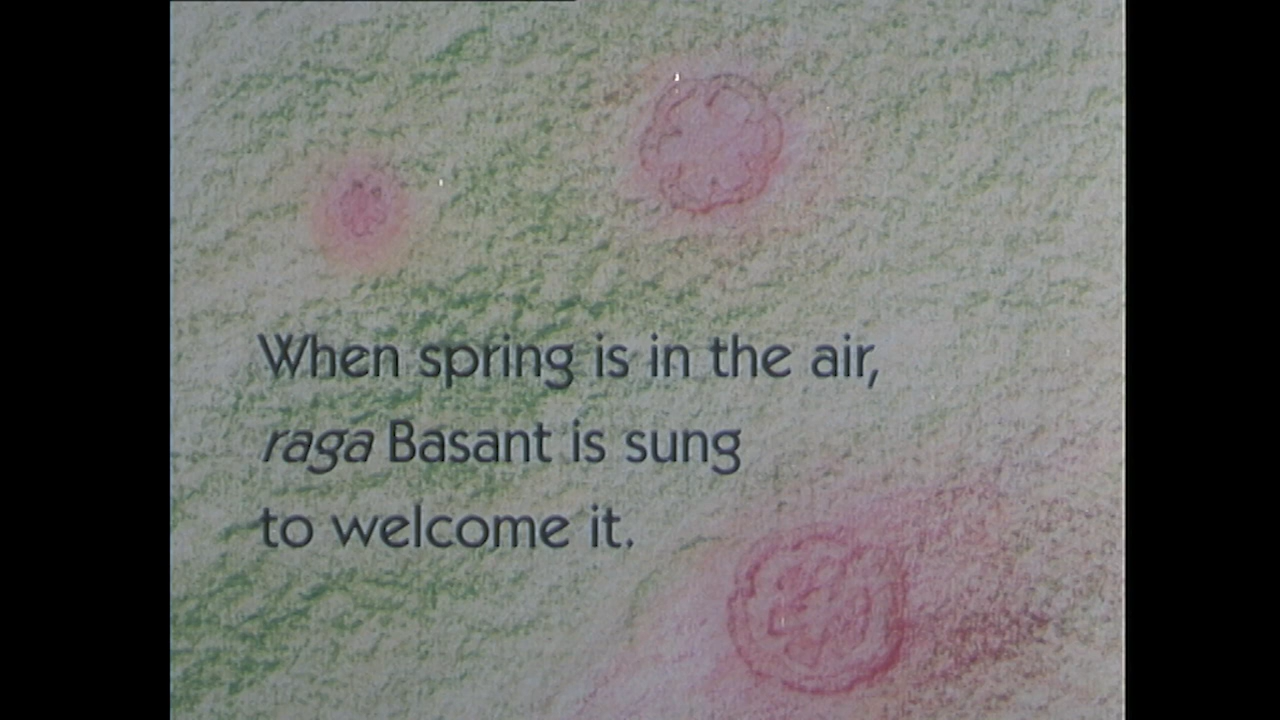 When spring is in the air,
raga Basant is sung
to welcome it.